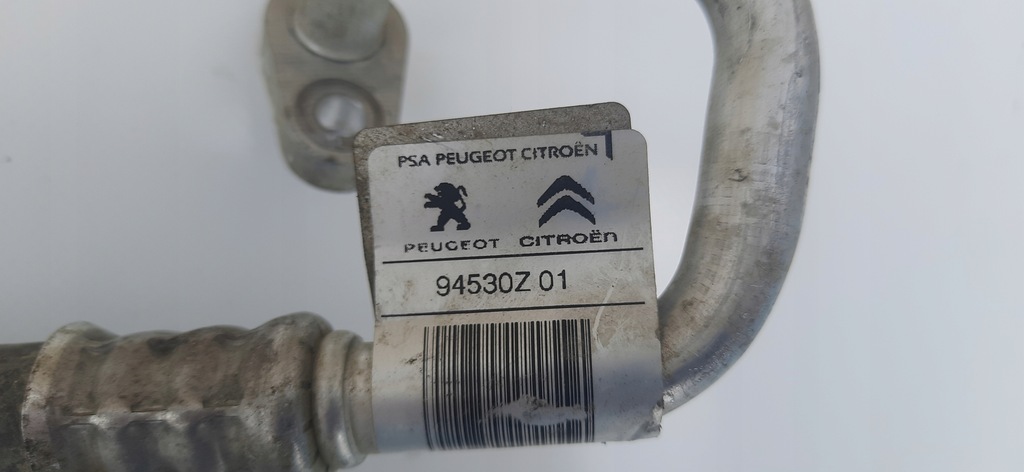 PSA PEUGEOT CITROËN
PEUGEOT CITROËn
94530Z 01